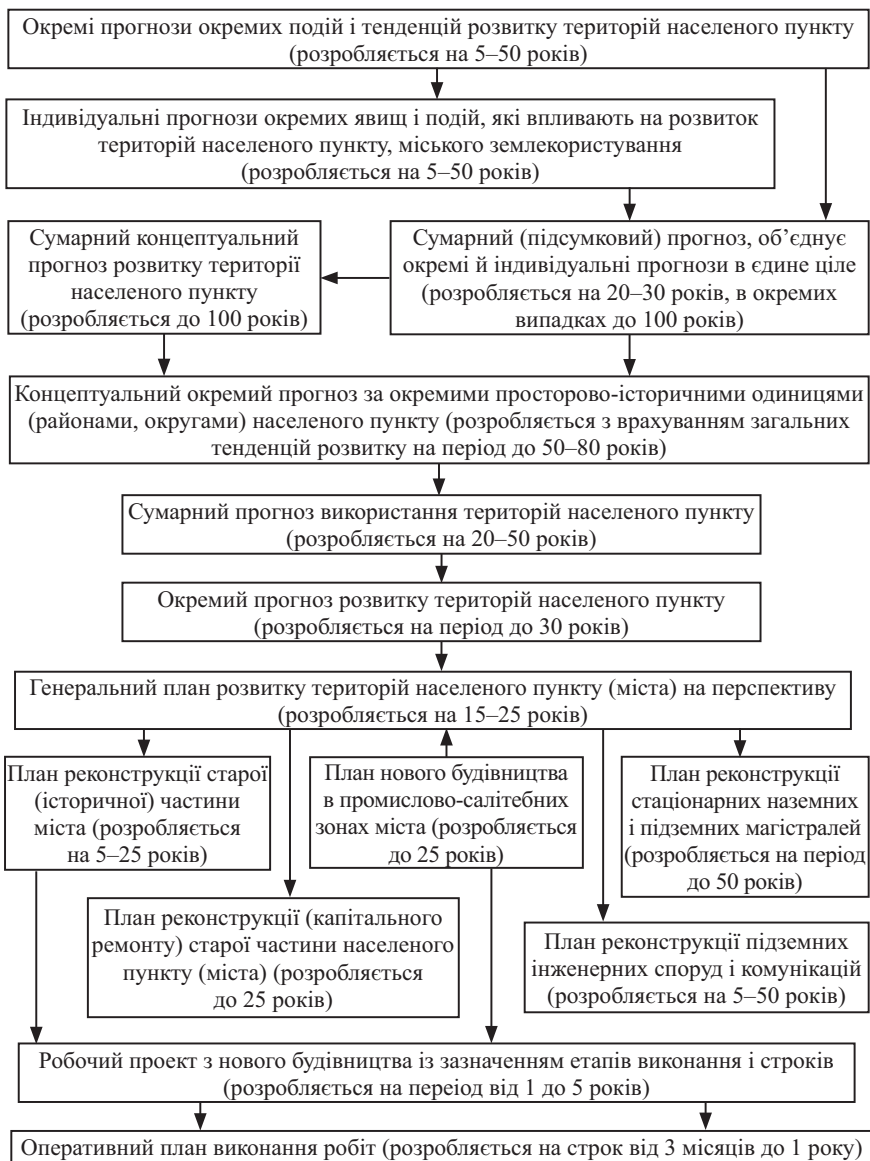 Окремі прогнози окремих подій і тенденцій розвитку територій населеного пункту
(розробляється на 5–50 років)
Індивідуальні прогнози окремих явищ і подій, які впливають на розвиток
територій населеного пункту, міського землекористування
(розробляється на 5–50 років)
Сумарний концептуальний
прогноз розвитку території
населеного пункту
(розробляється до 100 років)
Сумарний (підсумковий) прогноз, об’єднує
окремі й індивідуальні прогнози в єдине ціле
(розробляється на 20–30 років, в окремих
випадках до 100 років)
Концептуальний окремий прогноз за окремими просторово-історичними одиницями
(районами, округами) населеного пункту (розробляється з врахуванням загальних
тенденцій розвитку на період до 50–80 років)
Сумарний прогноз використання територій населеного пункту
(розробляється на 20–50 років)
Окремий прогноз розвитку територій населеного пункту
(розробляється на період до 30 років)
Генеральний план розвитку територій населеного пункту (міста) на перспективу
(розробляється на 15–25 років)
План реконструкції старої
(історичної) частини
міста (розробляється
на 5–25 років)
План нового будівництва
в промислово-салітебних
зонах міста (розробляється
до 25 років)
План реконструкції
стаціонарних наземних
і підземних магістралей
(розробляється на період
до 50 років)
План реконструкції (капітального
ремонту) старої частини населеного
пункту (міста) (розробляється
до 25 років)
План реконструкції підземних
інженерних споруд і комунікацій
(розробляється на 5–50 років)
Робочий проект з нового будівництва із зазначенням етапів виконання і строків
(розробляється на переіод від 1 до 5 років)
Оперативний план виконання робіт (розробляється на строк від 3 місяців до 1 року)